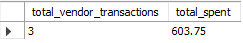 total_vendor_transactions total_spent
3 603.75